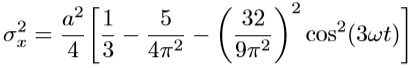 $\sigma_x^2 = \frac{a^2}{4}\left[\frac{1}{3} - \frac{5}{4\pi^2} - \left(\frac{32}{9\pi^2}\right)^2 \cos^2(3\omega t)\right]$